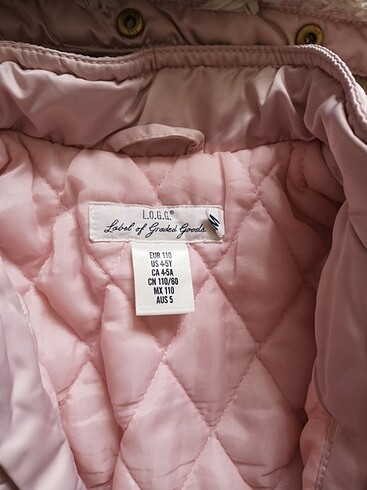 L.O.G.G.®
Label of Graded Goods
EUR 110
US 4-5Y
CA 4-5A
CN 110/60
MX 110
AUS 5